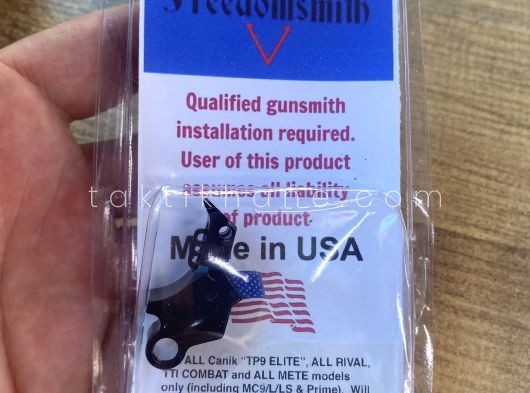 Freedomsmith
Qualified gunsmith
installation required.
User of this product
assumes all liability
of product
taktikhane.com
Made in USA
ALL Canik "TP9 ELITE", ALL RIVAL,
TTI COMBAT and ALL METE models
only (including MC9/L/LS & Prime). Will